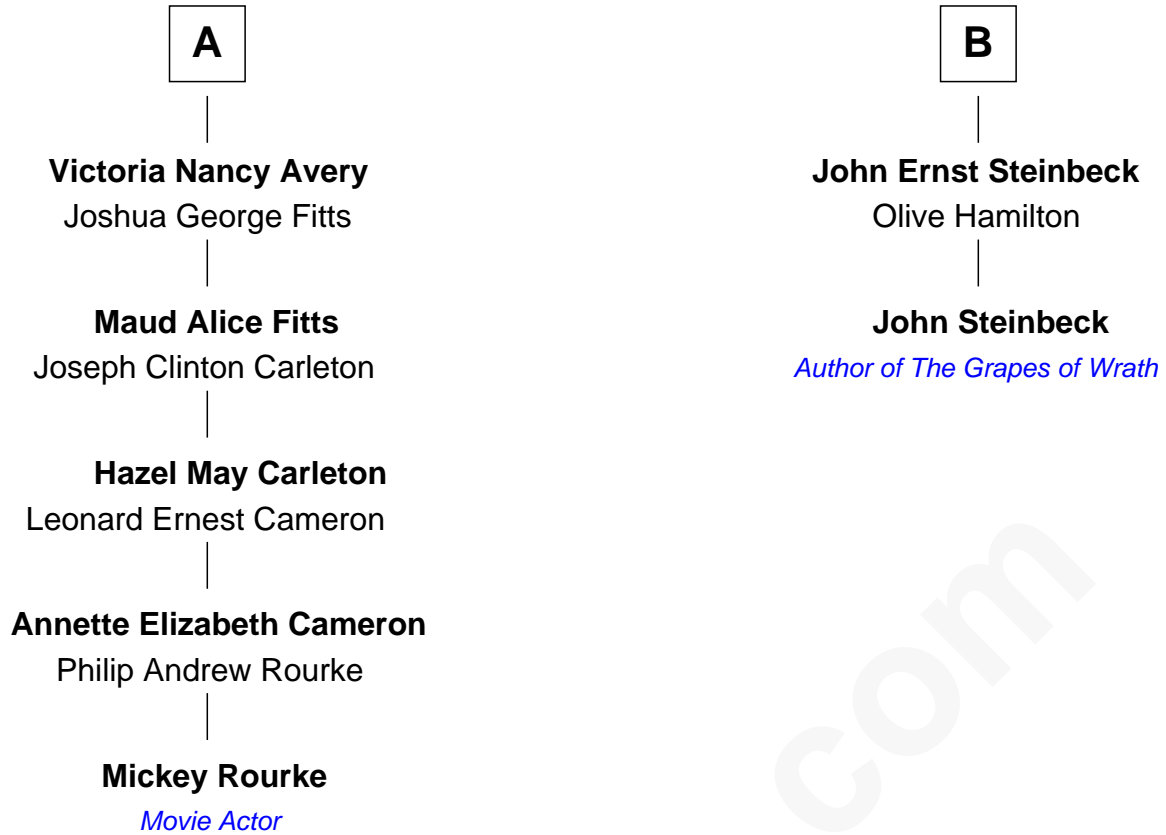 A
Victoria Nancy Avery
Joshua George Fitts
Maud Alice Fitts
Joseph Clinton Carleton
Hazel May Carleton
Leonard Ernest Cameron
Annette Elizabeth Cameron
Philip Andrew Rourke
Mickey Rourke
Movie Actor
B
John Ernst Steinbeck
Olive Hamilton
John Steinbeck
Author of The Grapes of Wrath
com